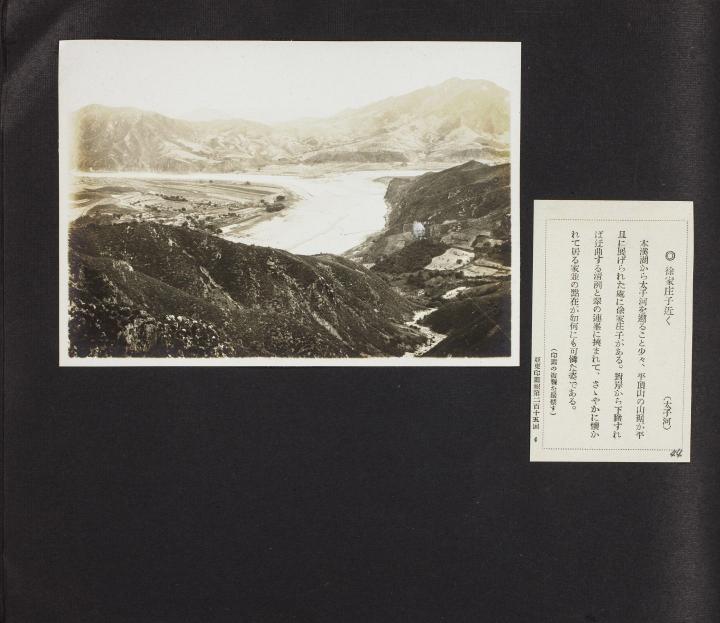 ◎ 徐家庄子近く
（太子河）
本溪湖から太子河を遡ること少々、平頂山の山裾が平
且に展げられた處に徐家庄子がある。對岸から下瞰すれ
ば迂曲する清冽と翠の連峯に挾まれて、さゝやかに懷か
れて居る家並の點在が如何にも可憐な姿である。
（印畫の複製を嚴禁す）
亞東印畫輯第二百十五回